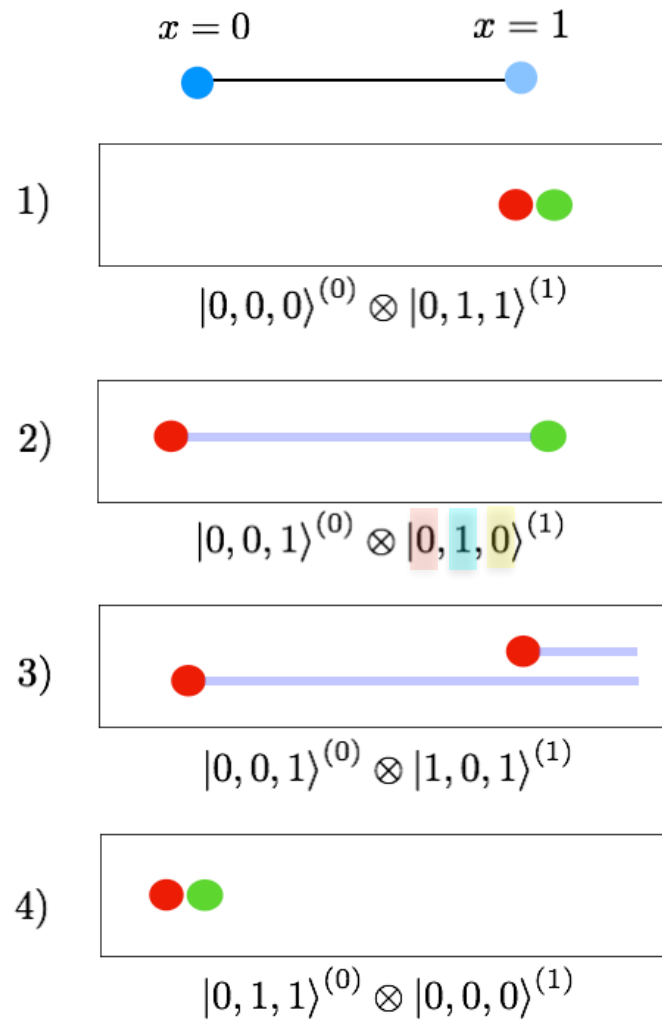 x = 0 x = 1
1)
|0, 0, 0⟩^(0) ⊗ |0, 1, 1⟩^(1)
2)
|0, 0, 1⟩^(0) ⊗ |0, 1, 0⟩^(1)
3)
|0, 0, 1⟩^(0) ⊗ |1, 0, 1⟩^(1)
4)
|0, 1, 1⟩^(0) ⊗ |0, 0, 0⟩^(1)